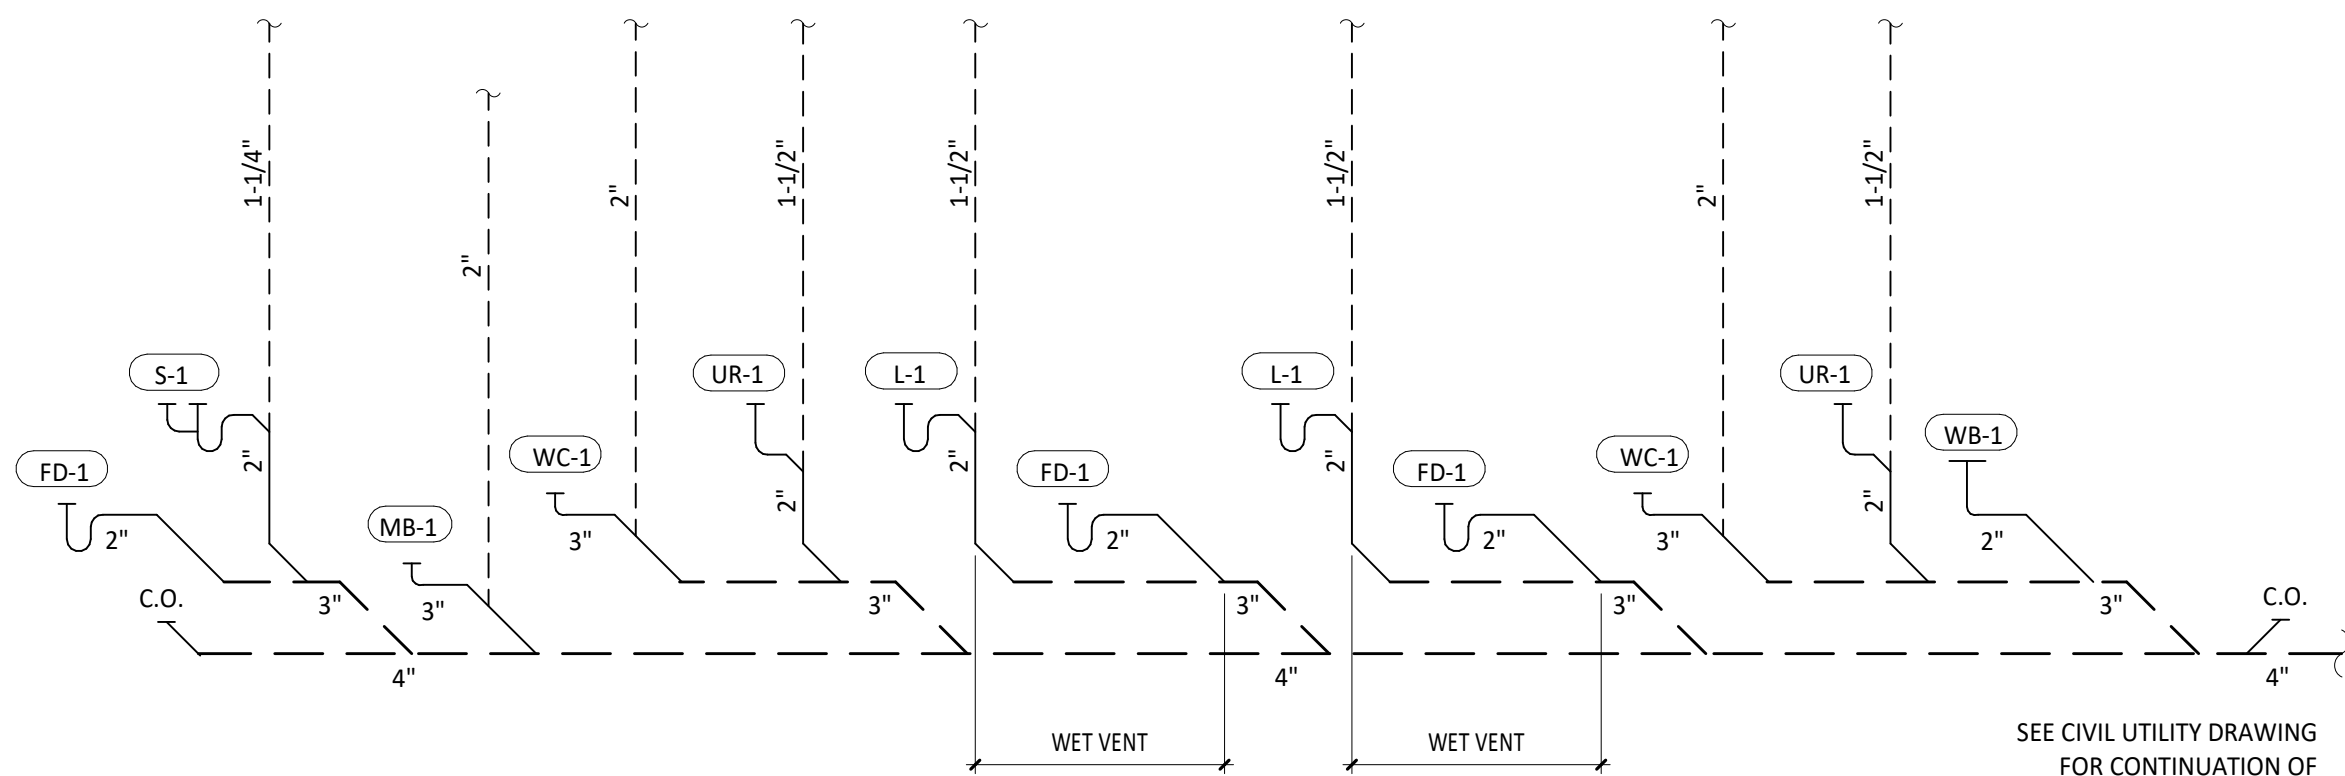 1-1/4"
2"
2"
1-1/2"
1-1/2"
1-1/2"
2"
1-1/2"
S-1
UR-1
L-1
L-1
UR-1
FD-1
2"
WC-1
2"
2"
FD-1
2"
FD-1
WC-1
2"
WB-1
2"
MB-1
3"
2"
2"
3"
2"
C.O.
3"
3"
3"
3"
3"
3"
C.O.
4"
4"
4"
WET VENT
WET VENT
SEE CIVIL UTILITY DRAWING
FOR CONTINUATION OF